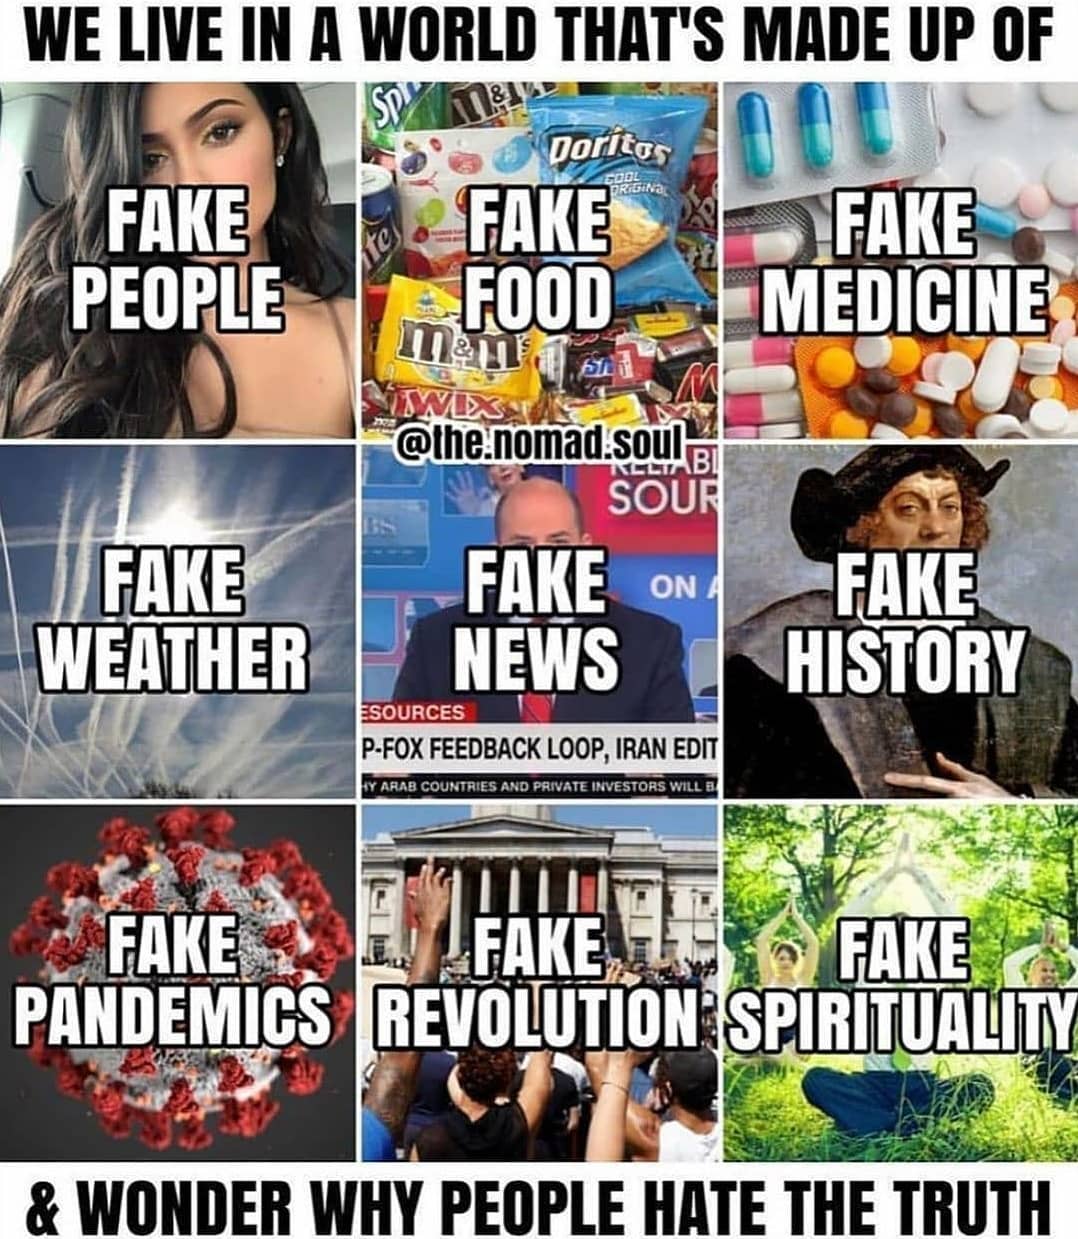 WE LIVE IN A WORLD THAT'S MADE UP OF
FAKE
PEOPLE
Spr
m&m
Doritos
COOL
ORIGINAL
FAKE
FOOD
m&m's
TWIX
FAKE
MEDICINE
@the.nomad.soul
FAKE
WEATHER
RELIABL
SOUR
ON A
FAKE
NEWS
ESOURCES
P-FOX FEEDBACK LOOP, IRAN EDIT
HY ARAB COUNTRIES AND PRIVATE INVESTORS WILL BA
FAKE
HISTORY
FAKE
PANDEMICS
FAKE
REVOLUTION
FAKE
SPIRITUALITY
& WONDER WHY PEOPLE HATE THE TRUTH